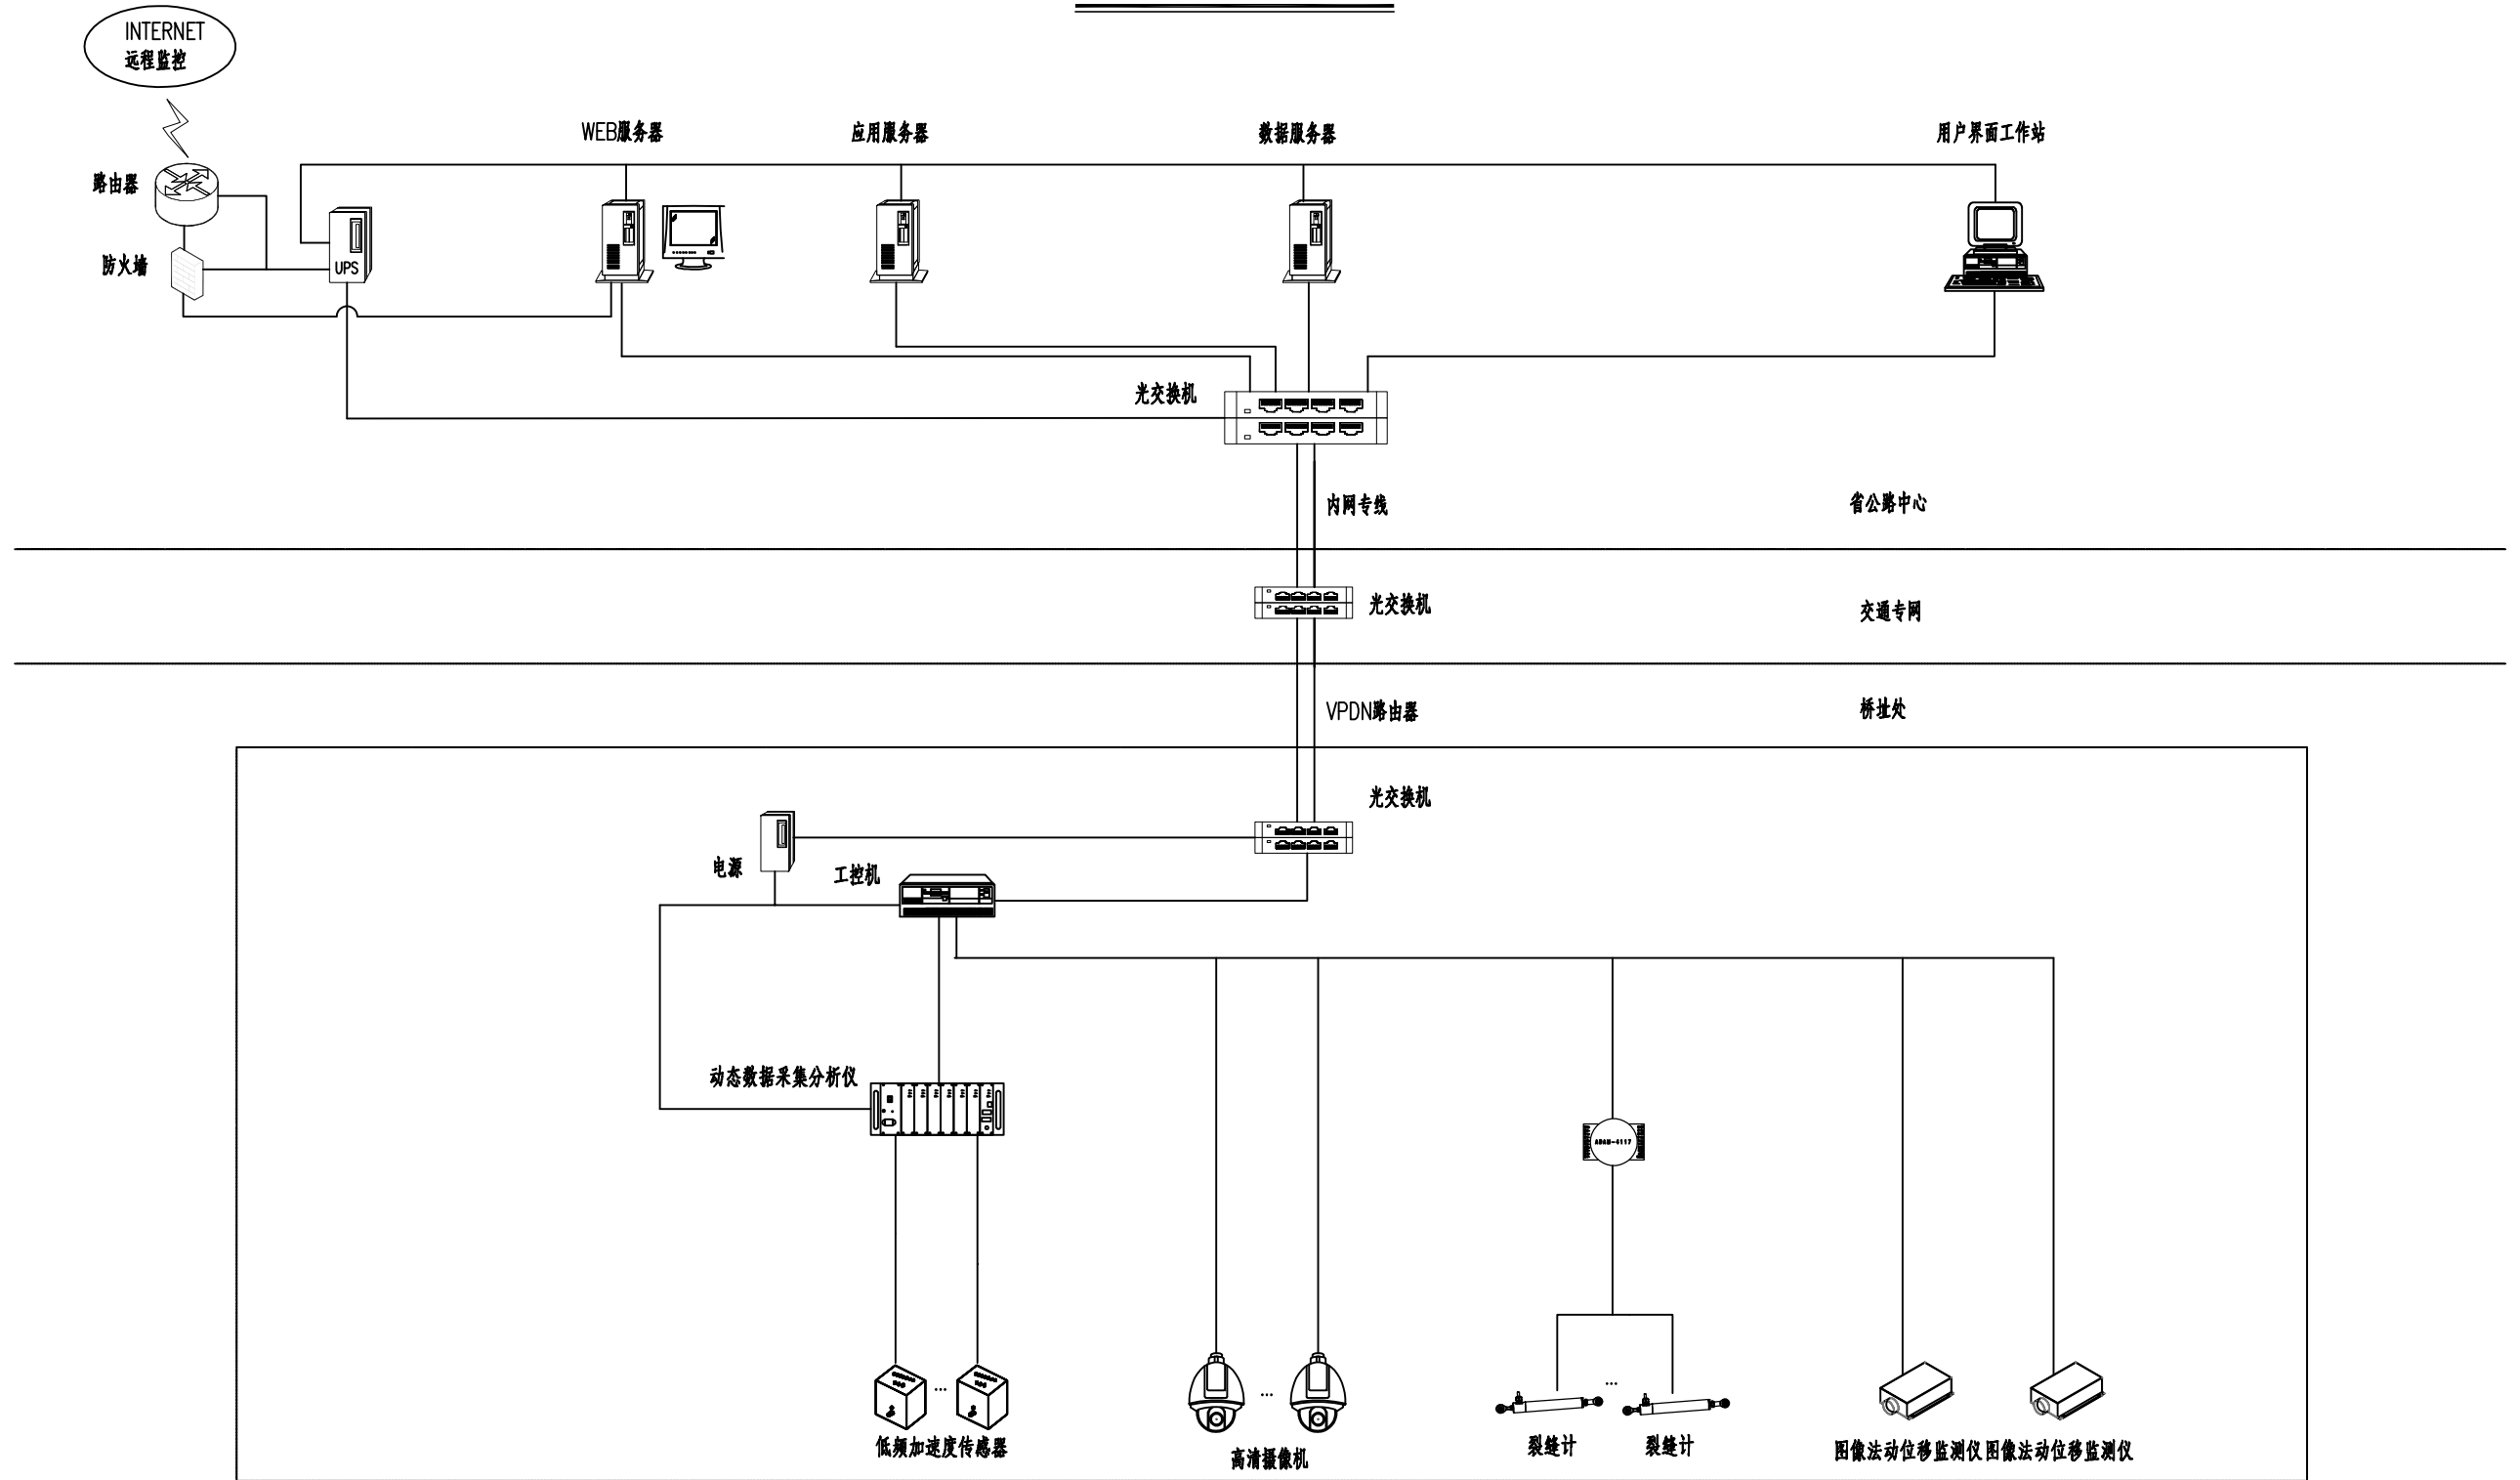 INTERNET
远程监控
WEB服务器
应用服务器
数据服务器
用户界面工作站
路由器
防火墙
UPS
光交换机
内网专线
省公路中心
光交换机
交通专网
VPDN路由器
桥址处
光交换机
电源
工控机
动态数据采集分析仪
ADAM-4117
...
...
...
低频加速度传感器
高清摄像机
裂缝计
裂缝计
图像法动位移监测仪
图像法动位移监测仪